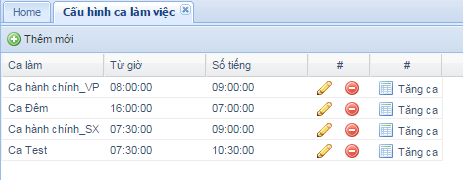 Home Cấu hình ca làm việc
Thêm mới
Ca làm Từ giờ Số tiếng # #
Ca hành chính_VP 08:00:00 09:00:00 Tăng ca
Ca Đêm 16:00:00 07:00:00 Tăng ca
Ca hành chính_SX 07:30:00 09:00:00 Tăng ca
Ca Test 07:30:00 10:30:00 Tăng ca